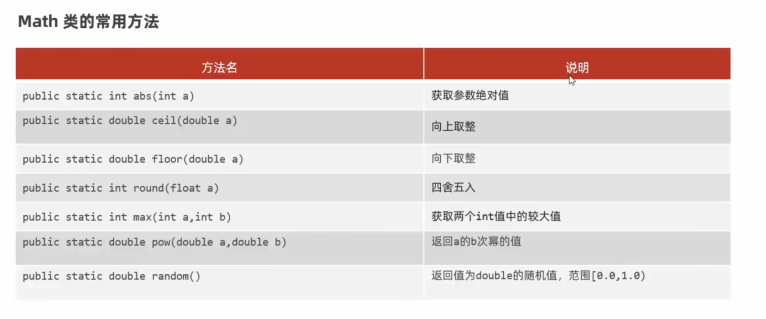 Math 类的常用方法
方法名 说明
public static int abs(int a) 获取参数绝对值
public static double ceil(double a) 向上取整
public static double floor(double a) 向下取整
public static int round(float a) 四舍五入
public static int max(int a,int b) 获取两个int值中的较大值
public static double pow(double a,double b) 返回a的b次幂的值
public static double random() 返回值为double的随机值，范围[0.0,1.0)